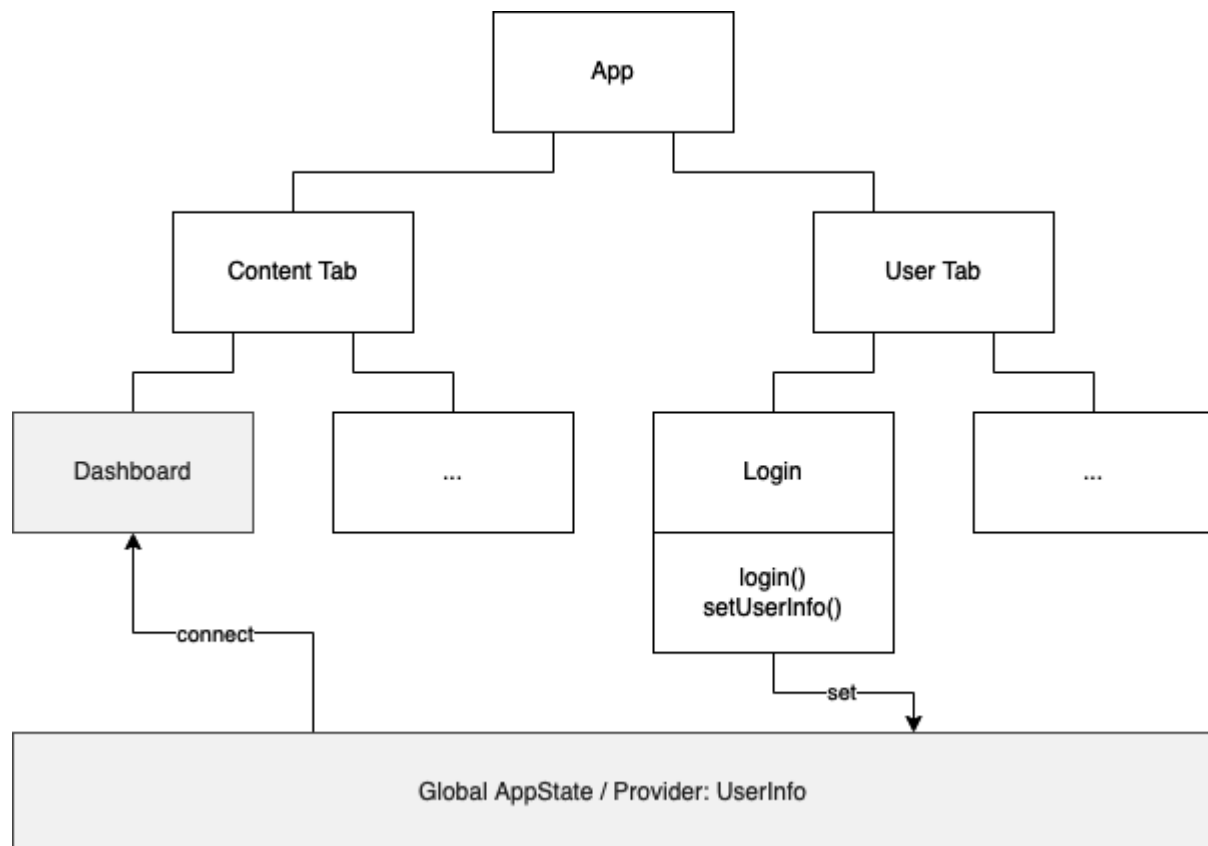 App
Content Tab
User Tab
Dashboard
...
Login
...
login()
setUserInfo()
connect
set
Global AppState / Provider: UserInfo